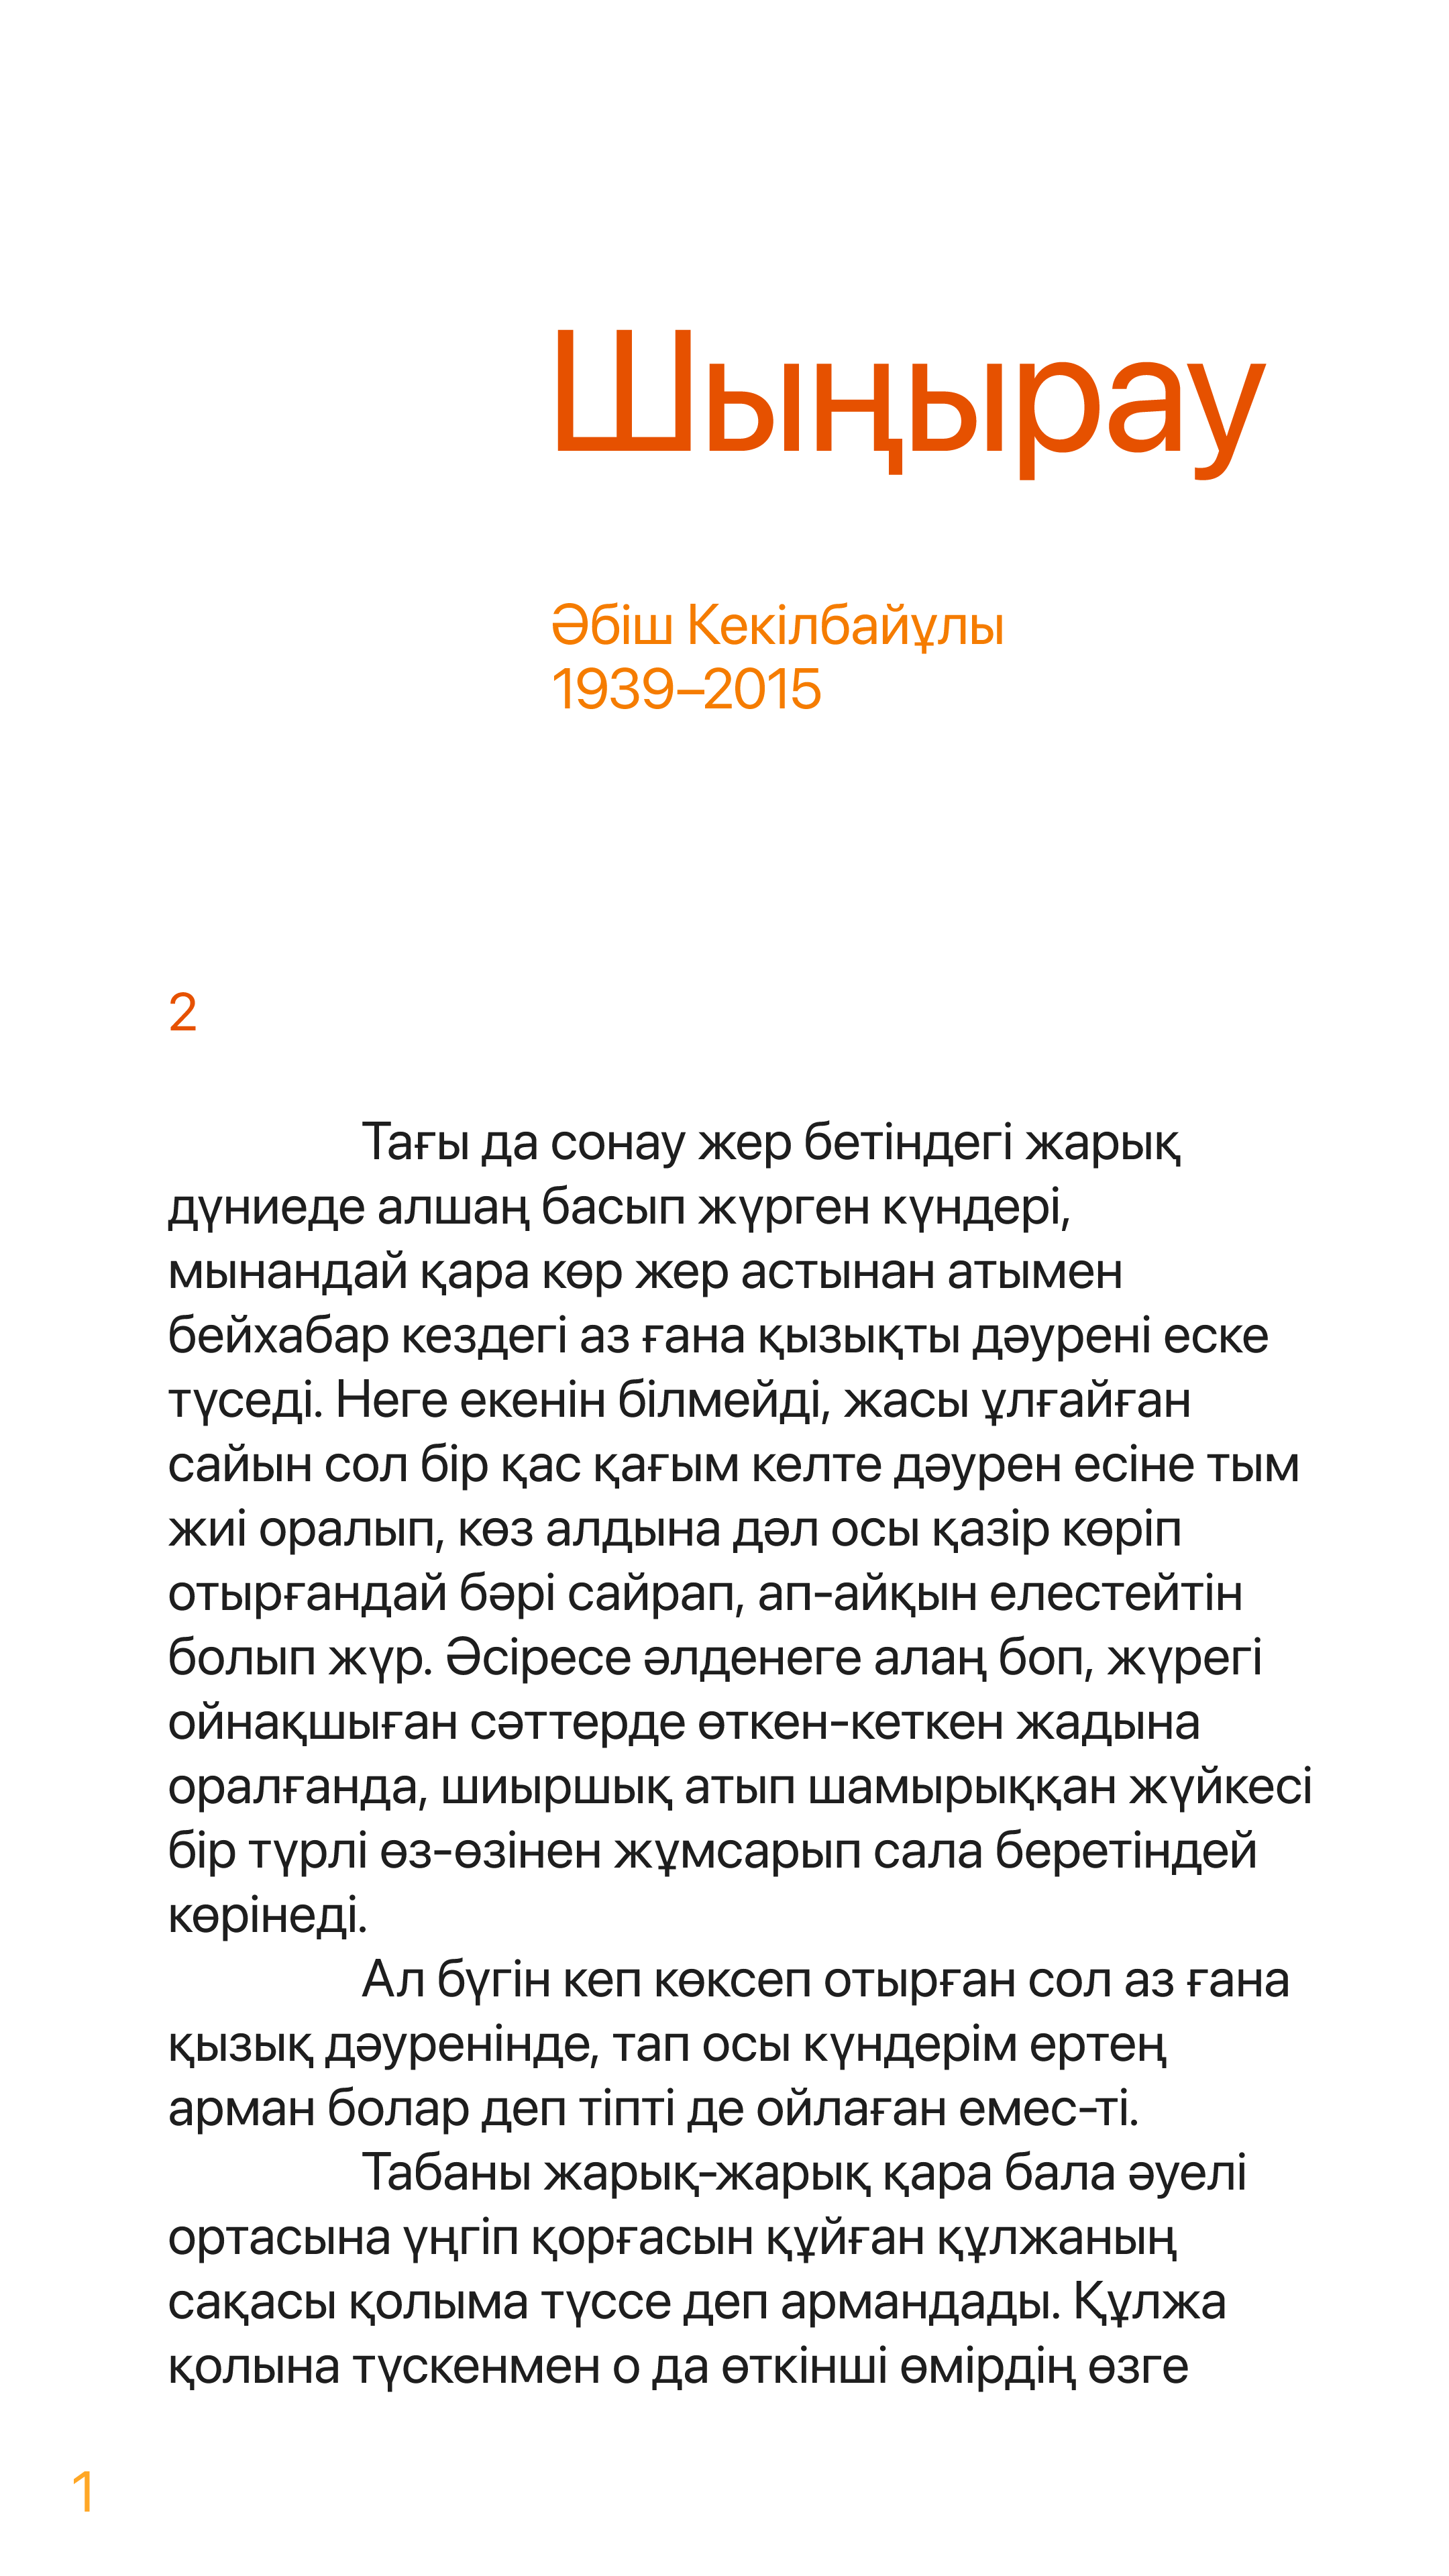 Шыңырау
Әбіш Кекілбайұлы
1939–2015
2
Тағы да сонау жер бетіндегі жарық
дүниеде алшаң басып жүрген күндері,
мынандай қара көр жер астынан атымен
бейхабар кездегі аз ғана қызықты дәурені еске
түседі. Неге екенін білмейді, жасы ұлғайған
сайын сол бір қас қағым келте дәурен есіне тым
жиі оралып, көз алдына дәл осы қазір көріп
отырғандай бәрі сайрап, ап-айқын елестейтін
болып жүр. Әсіресе әлденеге алаң боп, жүрегі
ойнақшыған сәттерде өткен-кеткен жадына
оралғанда, шиыршық атып шамырыққан жүйкесі
бір түрлі өз-өзінен жұмсарып сала беретіндей
көрінеді.
Ал бүгін кеп көксеп отырған сол аз ғана
қызық дәуренінде, тап осы күндерім ертең
арман болар деп тіпті де ойлаған емес-ті.
Табаны жарық-жарық қара бала әуелі
ортасына үңгіп қорғасын құйған құлжаның
сақасы қолыма түссе деп армандады. Құлжа
қолына түскенмен о да өткінші өмірдің өзге
1